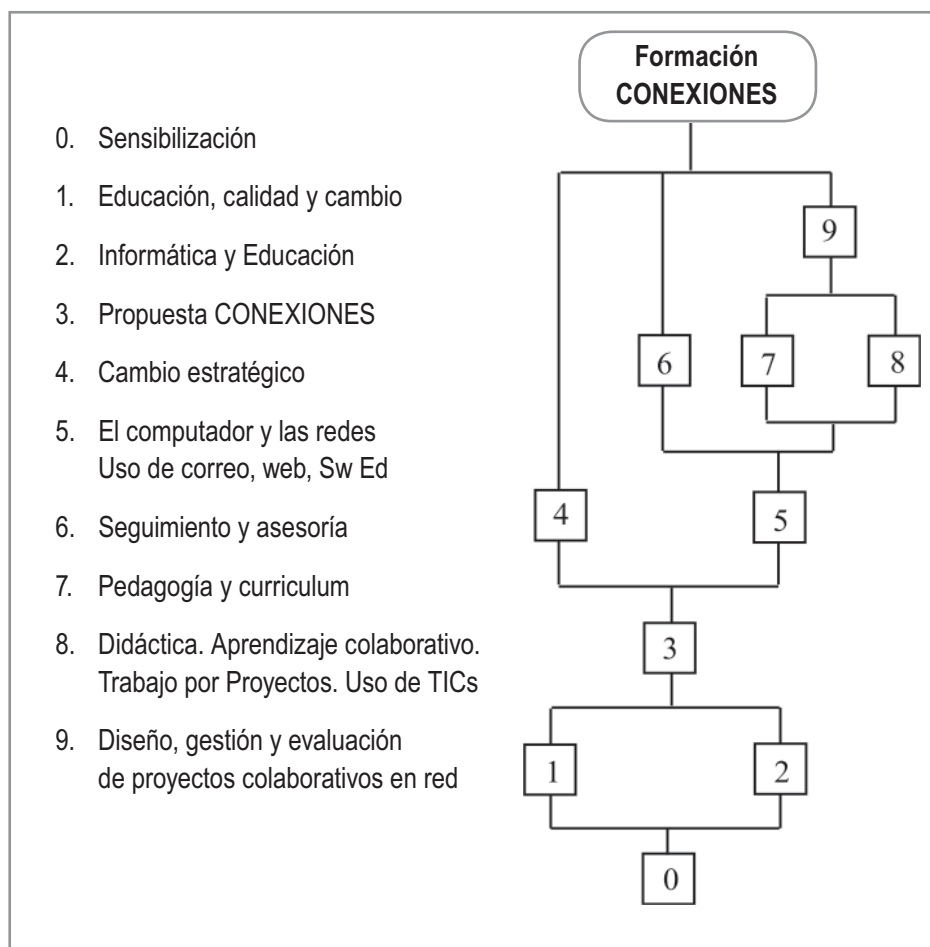 Formación
CONEXIONES
0. Sensibilización
1. Educación, calidad y cambio
2. Informática y Educación
3. Propuesta CONEXIONES
4. Cambio estratégico
5. El computador y las redes
Uso de correo, web, Sw Ed
6. Seguimiento y asesoría
7. Pedagogía y curriculum
8. Didáctica. Aprendizaje colaborativo.
Trabajo por Proyectos. Uso de TICs
9. Diseño, gestión y evaluación
de proyectos colaborativos en red
9
6
7
8
4
5
3
1
2
0